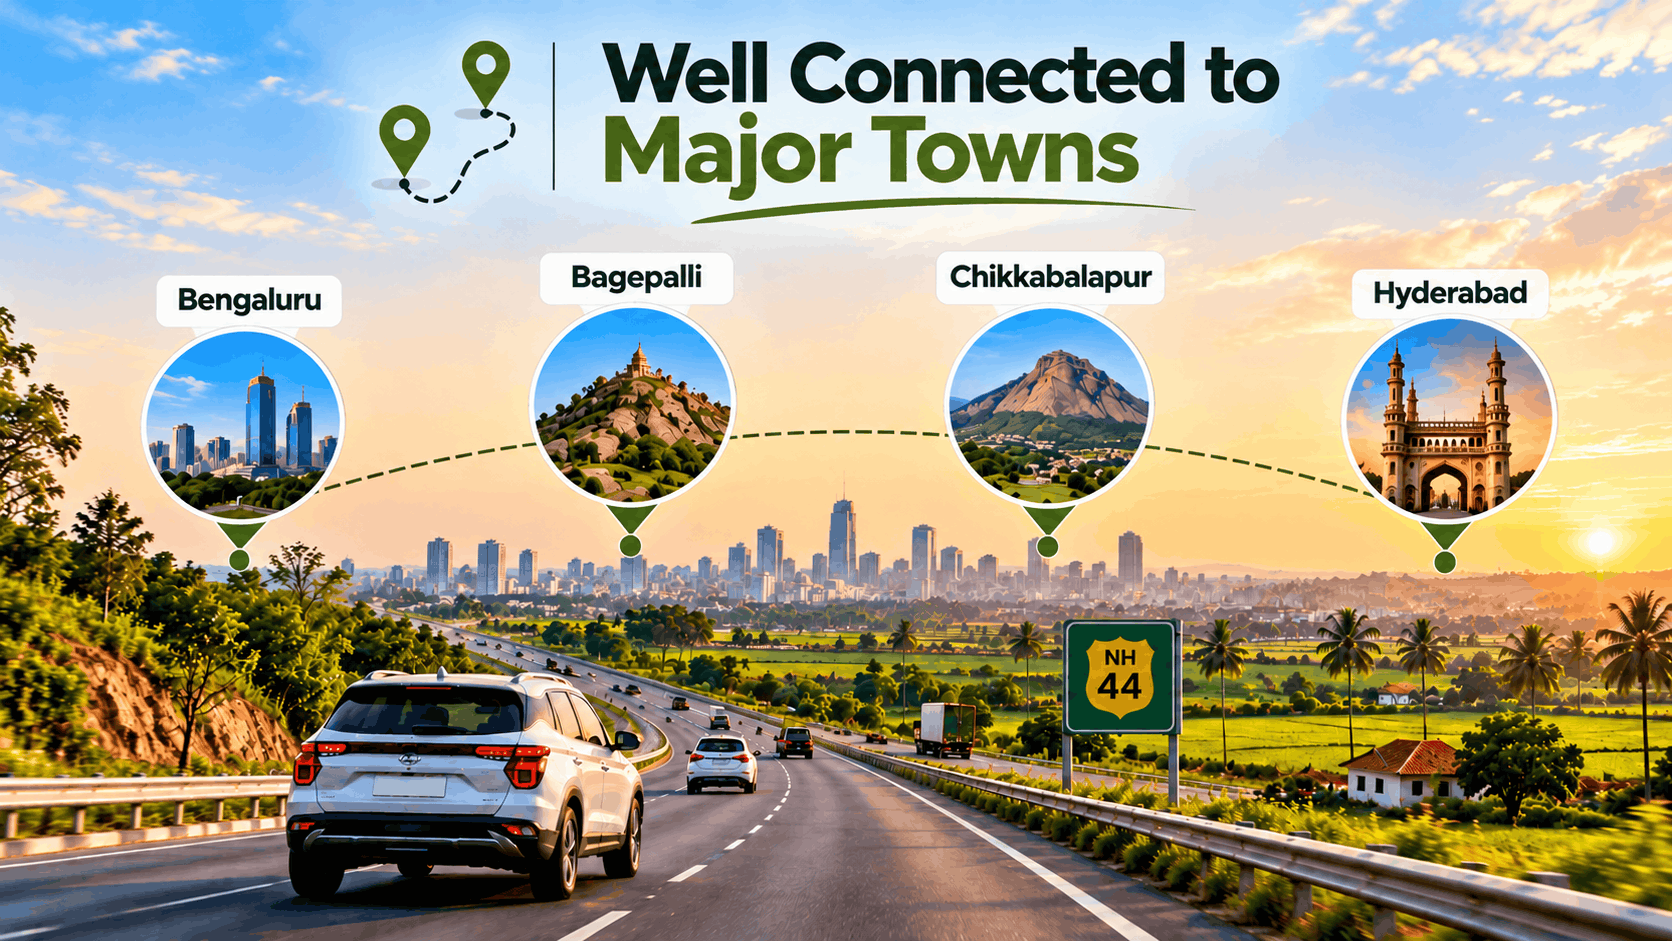 Well Connected to
Major Towns
Bengaluru
Bagepalli
Chikkabalapur
Hyderabad
NH
44